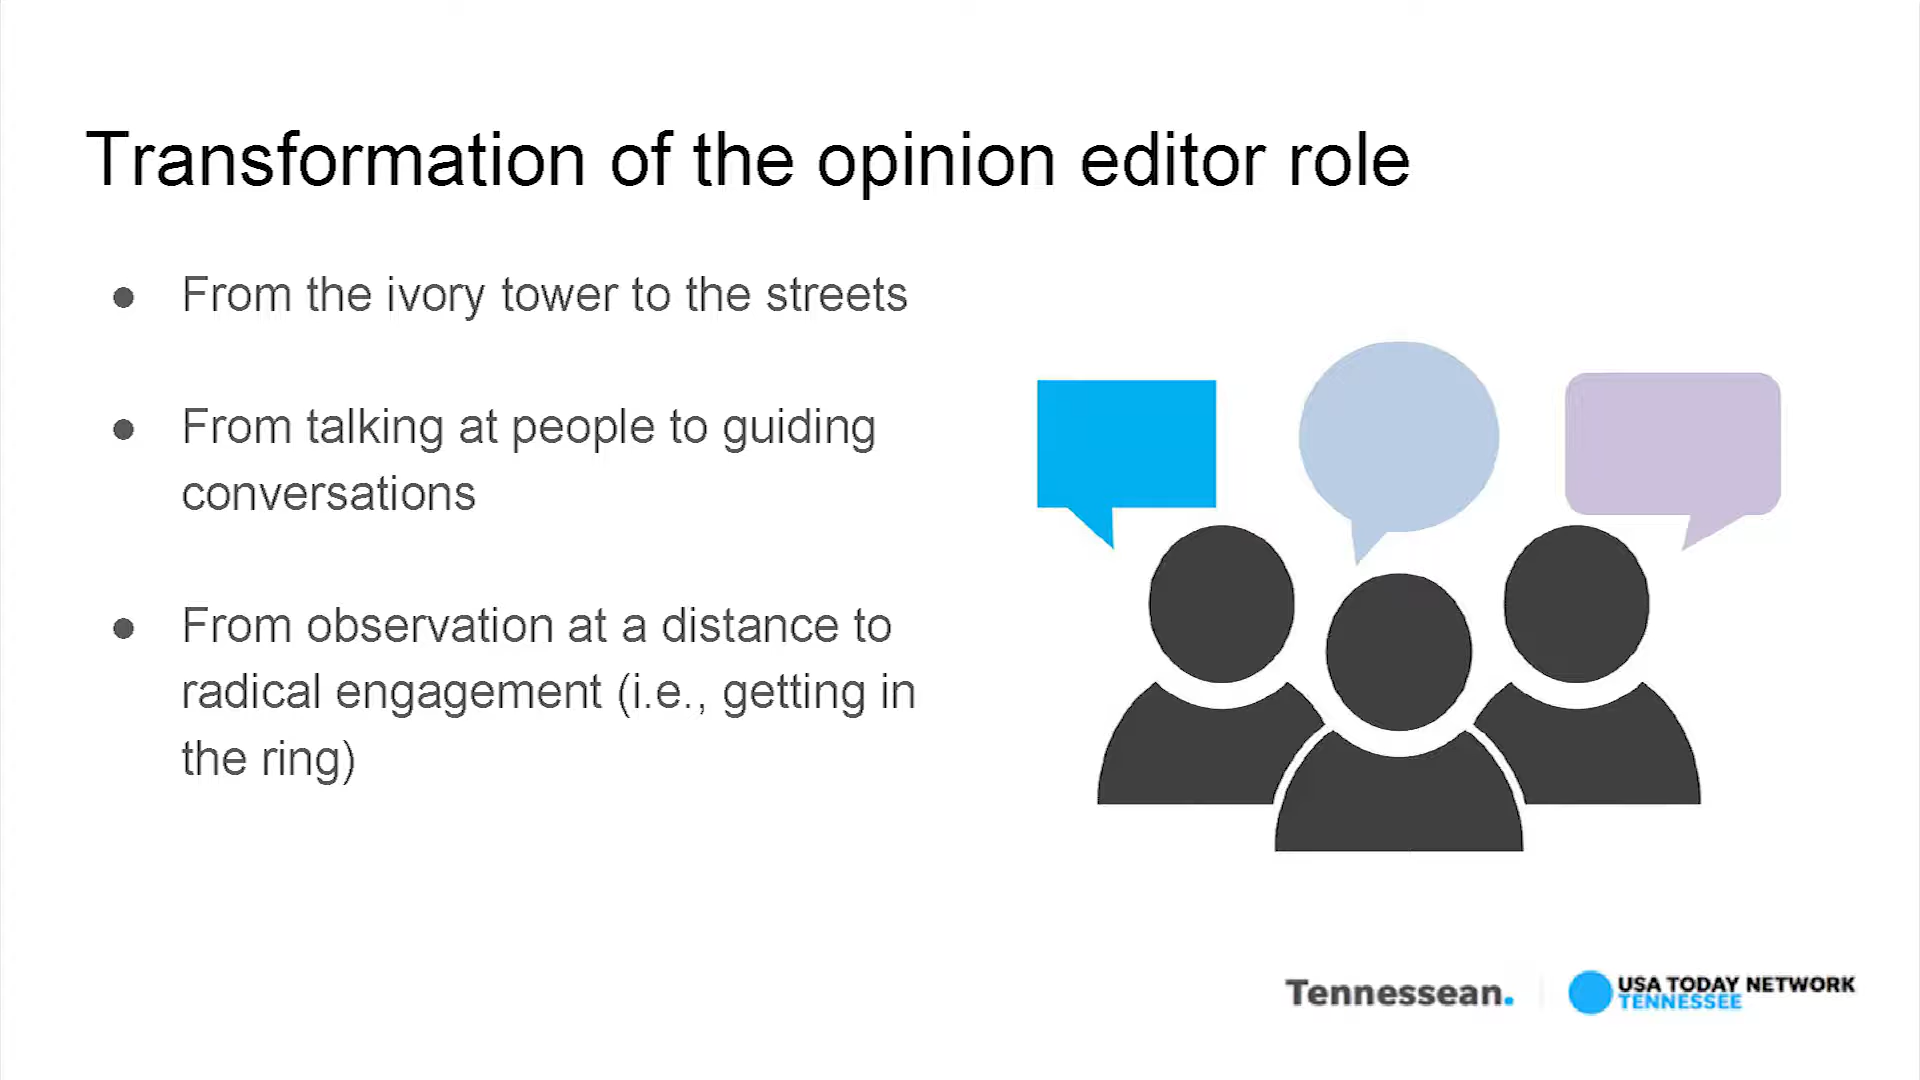 Transformation of the opinion editor role
● From the ivory tower to the streets
● From talking at people to guiding
conversations
● From observation at a distance to
radical engagement (i.e., getting in
the ring)
Tennessean.
USA TODAY NETWORK
TENNESSEE